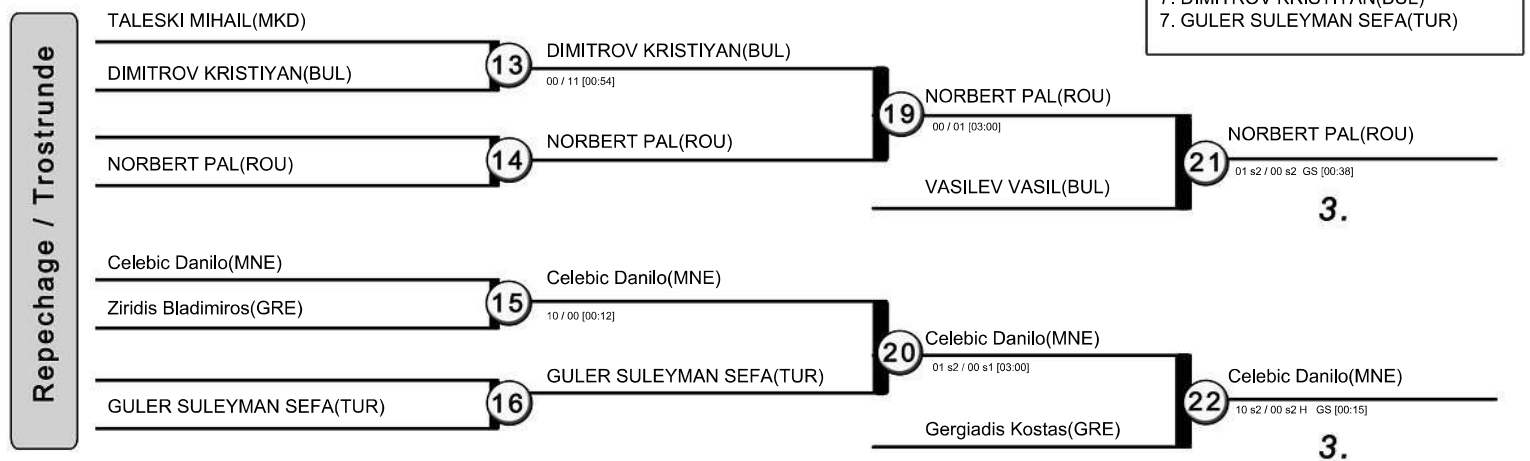 7. DIMITROV KRISTIYAN(BUL)
7. GULER SULEYMAN SEFA(TUR)
Repechage / Trostrunde
TALESKI MIHAIL(MKD)
DIMITROV KRISTIYAN(BUL)
13
DIMITROV KRISTIYAN(BUL)
00 / 11 [00:54]
NORBERT PAL(ROU)
14
NORBERT PAL(ROU)
19
NORBERT PAL(ROU)
00 / 01 [03:00]
VASILEV VASIL(BUL)
21
NORBERT PAL(ROU)
01 s2 / 00 s2 GS [00:38]
3.
Celebic Danilo(MNE)
Ziridis Bladimiros(GRE)
15
Celebic Danilo(MNE)
10 / 00 [00:12]
GULER SULEYMAN SEFA(TUR)
16
GULER SULEYMAN SEFA(TUR)
20
Celebic Danilo(MNE)
01 s2 / 00 s1 [03:00]
Gergiadis Kostas(GRE)
22
Celebic Danilo(MNE)
10 s2 / 00 s2 H GS [00:15]
3.